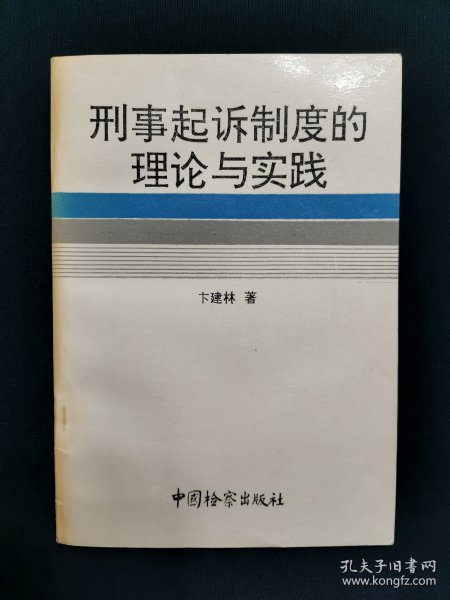 刑事起诉制度的
理论与实践
卞建林 著
中国检察出版社
孔夫子旧书网
www.kongfz.com